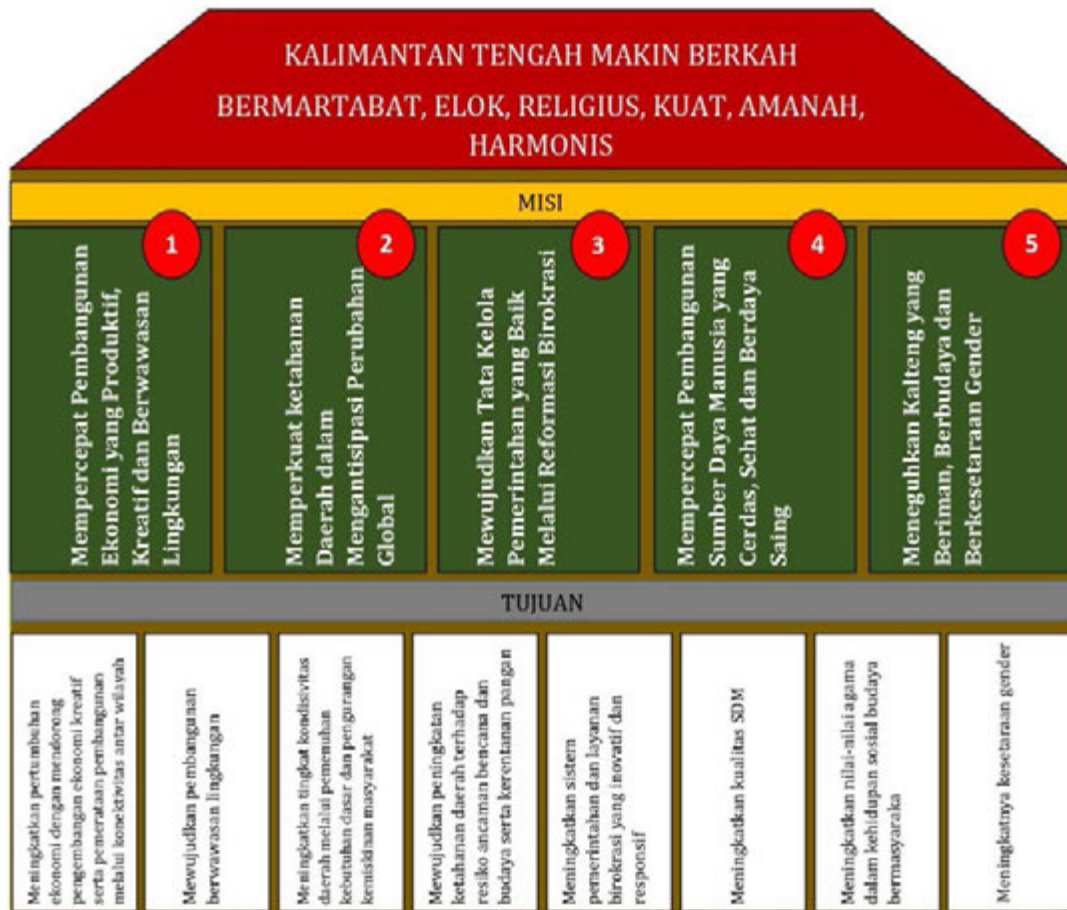 KALIMANTAN TENGAH MAKIN BERKAH
BERMARTABAT, ELOK, RELIGIUS, KUAT, AMANAH,
HARMONIS
MISI
1
Mempercepat Pembangunan
Ekonomi yang Produktif,
Kreatif dan Berwawasan
Lingkungan
2
Memperkuat ketahanan
Daerah dalam
Mengantisipasi Perubahan
Global
3
Mewujudkan Tata Kelola
Pemerintahan yang Baik
Melalui Reformasi Birokrasi
4
Mempercepat Pembangunan
Sumber Daya Manusia yang
Cerdas, Sehat dan Berdaya
Saing
5
Meneguhkan Kalteng yang
Beriman, Berbudaya dan
Berkesetaraan Gender
TUJUAN
Meningkatkan pertumbuhan
ekonomi dengan mendorong
pengembangan ekonomi kreatif
serta pemerataan pembangunan
melalui konektivitas antar wilayah
Mewujudkan pembangunan
berwawasan lingkungan
Meningkatkan tingkat kondisivitas
daerah melalui pemenuhan
kebutuhan dasar dan pengurangan
kemiskinan masyarakat
Mewujudkan peningkatan
ketahanan daerah terhadap
resiko ancaman bencana dan
budaya serta kerentanan pangan
Meningkatkan sistem
pemerintahan dan layanan
birokrasi yang inovatif dan
responsif
Meningkatkan kualitas SDM
Meningkatkan nilai-nilai agama
dalam kehidupan sosial budaya
bermasyaraka
Meningkatnya kesetaraan gender